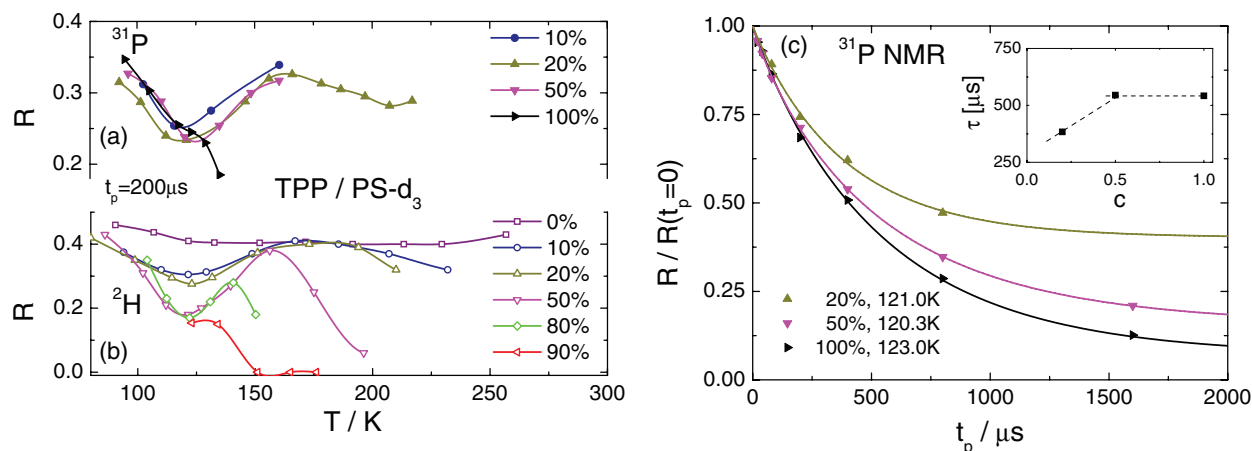 0.4
0.3
0.2
R
31P
(a)
10%
20%
50%
100%
tp=200μs
TPP / PS-d3
0.4
0.2
0.0
R
2H
(b)
0%
10%
20%
50%
80%
90%
100 150 200 250 300
T / K
1.00
0.75
0.50
0.25
0.00
R / R(tp=0)
(c)
31P NMR
750
500
250
τ [μs]
0.0 0.5 1.0
c
20%, 121.0K
50%, 120.3K
100%, 123.0K
0 500 1000 1500 2000
tp / μs